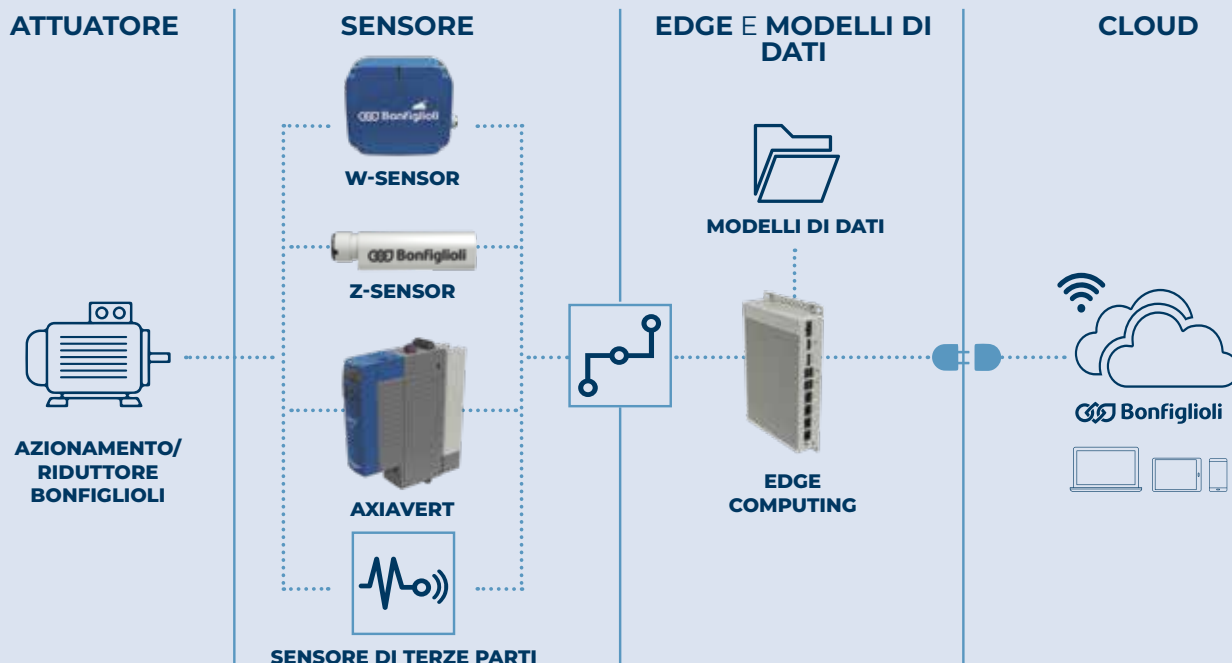 ATTUATORE
SENSORE
EDGE E MODELLI DI
DATI
CLOUD
Bonfiglioli
W-SENSOR
Bonfiglioli
Z-SENSOR
AXIAVERT
SENSORE DI TERZE PARTI
AZIONAMENTO/
RIDUTTORE
BONFIGLIOLI
MODELLI DI DATI
EDGE
COMPUTING
Bonfiglioli